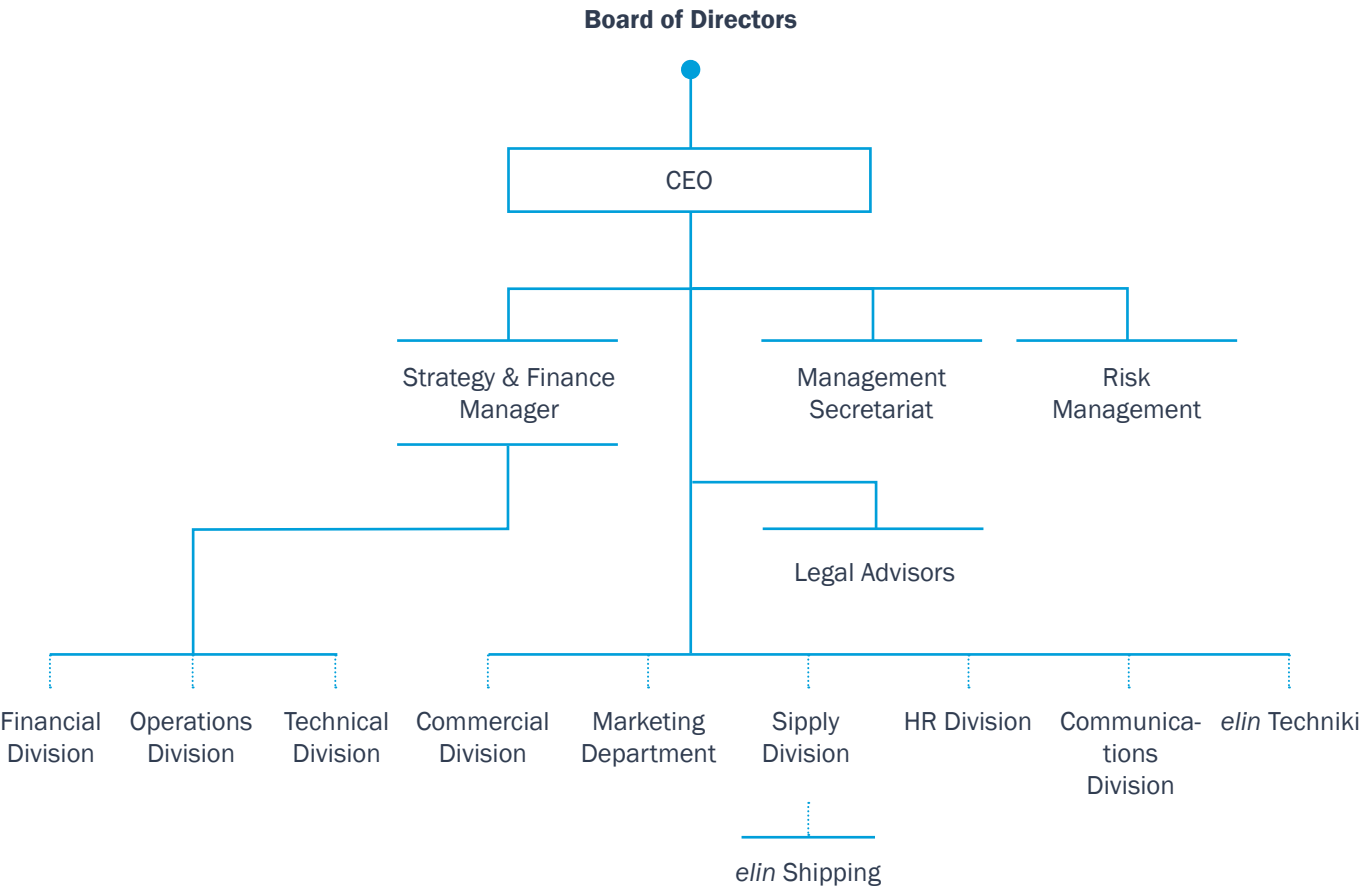 Board of Directors
CEO
Strategy & Finance
Manager
Management
Secretariat
Risk
Management
Legal Advisors
Financial
Division
Operations
Division
Technical
Division
Commercial
Division
Marketing
Department
Sipply
Division
HR Division
Communica-
tions
Division
elin Techniki
elin Shipping